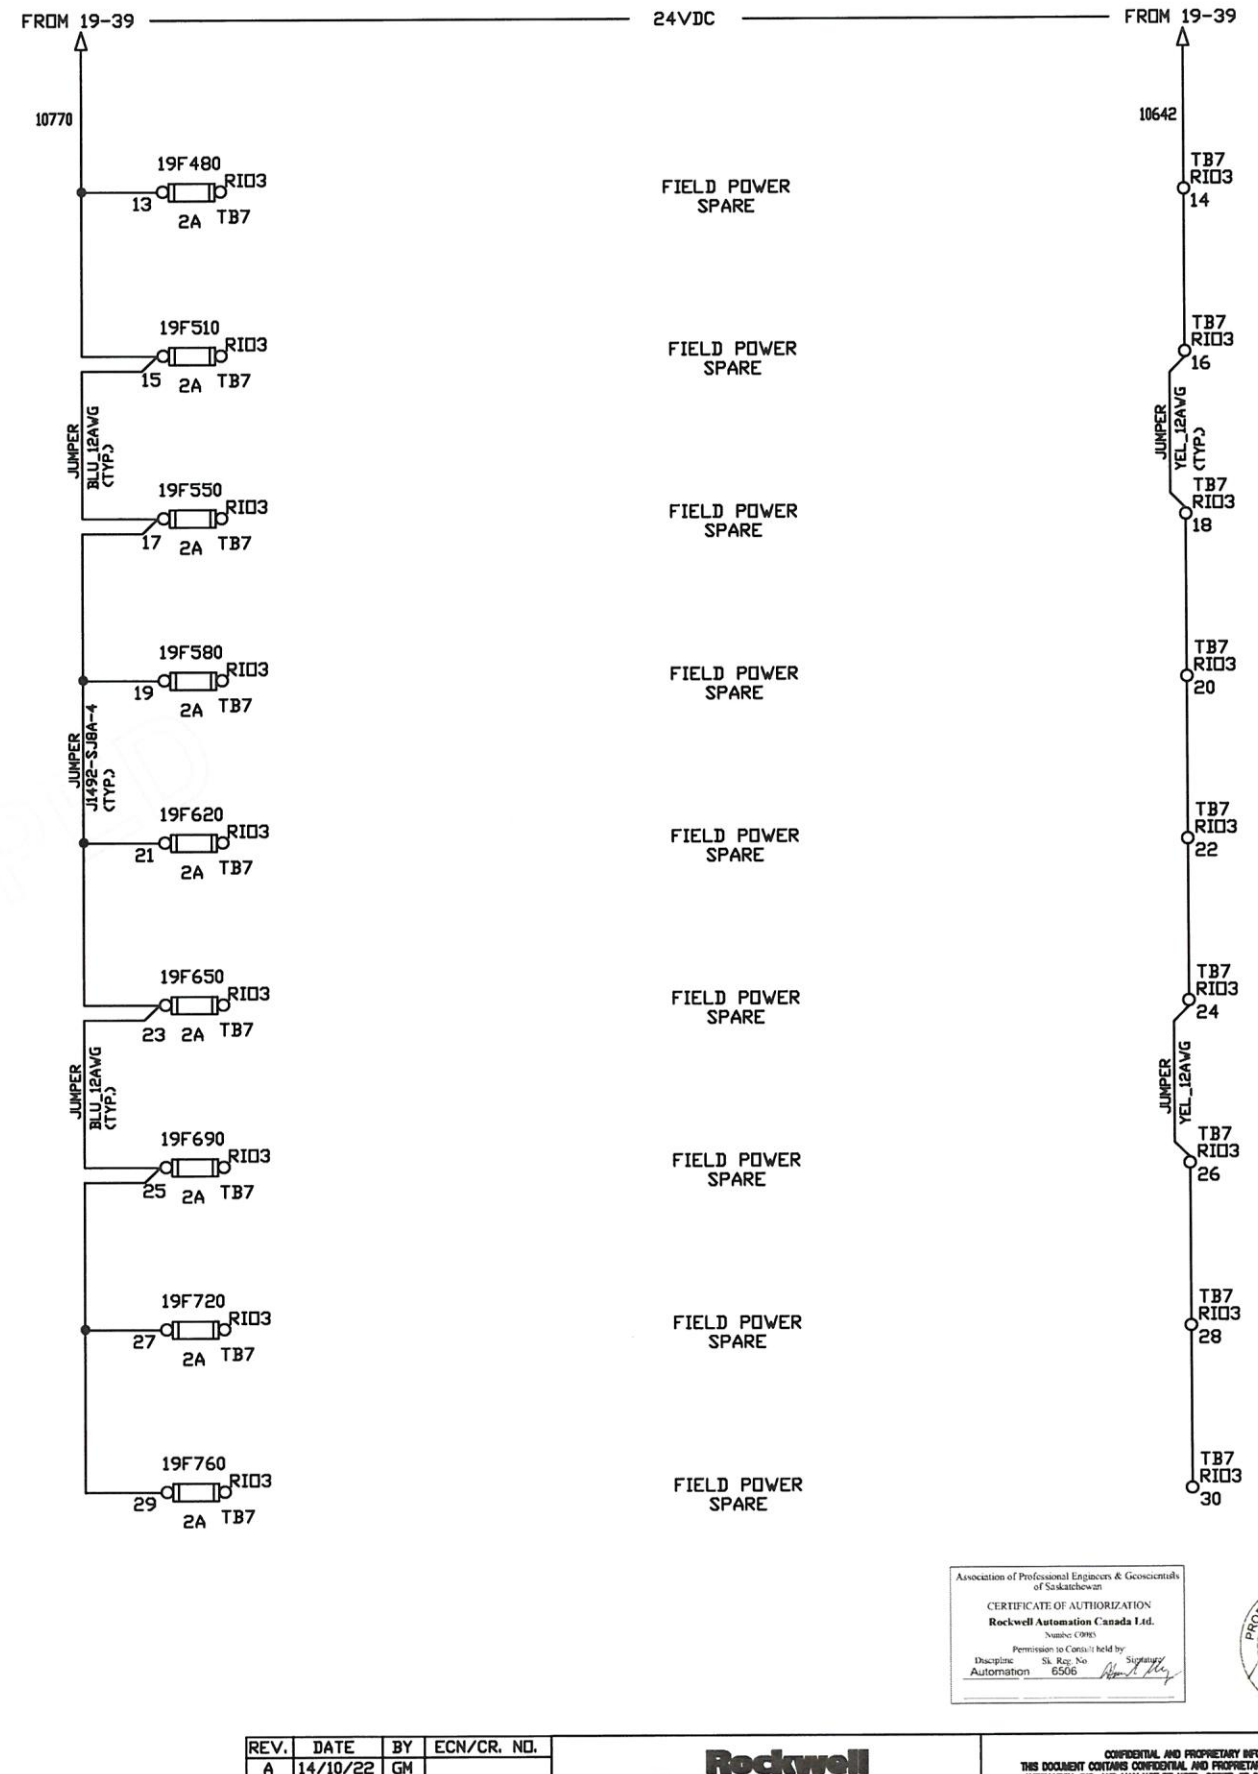 FROM 19-39 24VDC FROM 19-39
10770 10642
19F480
RIO3
13 2A TB7
FIELD POWER
SPARE
TB7
RIO3
14
19F510
RIO3
15 2A TB7
FIELD POWER
SPARE
TB7
RIO3
16
JUMPER
BLU_12AWG
(TYP.)
JUMPER
YEL_12AWG
(TYP.)
19F550
RIO3
17 2A TB7
FIELD POWER
SPARE
TB7
RIO3
18
19F580
RIO3
19 2A TB7
FIELD POWER
SPARE
TB7
RIO3
20
JUMPER
J1492-SJ8A-4
(TYP.)
19F620
RIO3
21 2A TB7
FIELD POWER
SPARE
TB7
RIO3
22
19F650
RIO3
23 2A TB7
FIELD POWER
SPARE
TB7
RIO3
24
JUMPER
BLU_12AWG
(TYP.)
JUMPER
YEL_12AWG
19F690
RIO3
25 2A TB7
FIELD POWER
SPARE
TB7
RIO3
26
19F720
RIO3
27 2A TB7
FIELD POWER
SPARE
TB7
RIO3
28
19F760
RIO3
29 2A TB7
FIELD POWER
SPARE
TB7
RIO3
30
Association of Professional Engineers & Geoscientists
of Saskatchewan
CERTIFICATE OF AUTHORIZATION
Rockwell Automation Canada Ltd.
Number
Permission to Consult held by:
Discipline Sk. Reg. No Signature
Automation 6506
REV. DATE BY ECN/CR. NO.
A 14/10/22 GM
Rockwell
CONFIDENTIAL AND PROPRIETARY INF
THIS DOCUMENT CONTAINS CONFIDENTIAL AND PROPRIETA